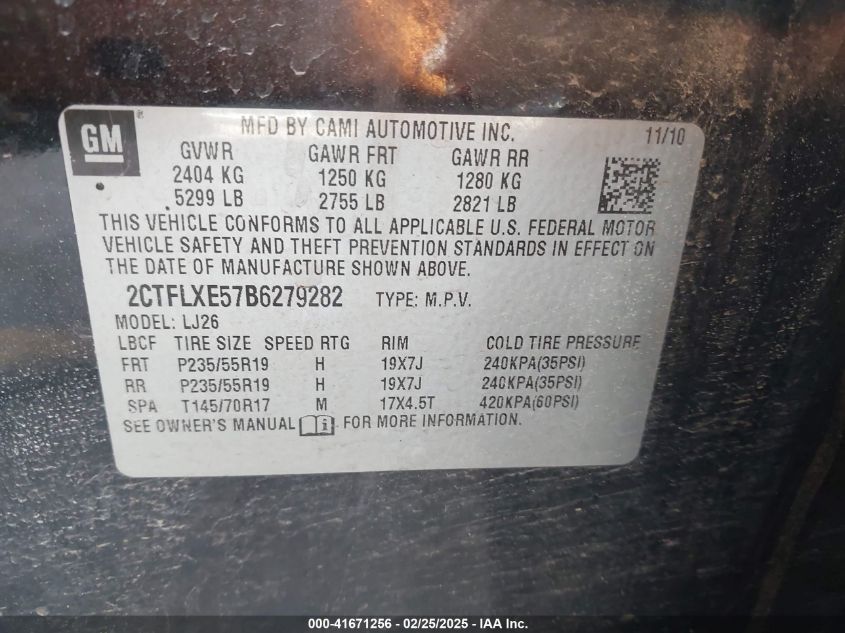 GM ®
MFD BY CAMI AUTOMOTIVE INC. 11/10
GVWR GAWR FRT GAWR RR
2404 KG 1250 KG 1280 KG
5299 LB 2755 LB 2821 LB
THIS VEHICLE CONFORMS TO ALL APPLICABLE U.S. FEDERAL MOTOR
VEHICLE SAFETY AND THEFT PREVENTION STANDARDS IN EFFECT ON
THE DATE OF MANUFACTURE SHOWN ABOVE.
2CTFLXE57B6279282 TYPE: M.P.V.
MODEL: LJ26
LBCF TIRE SIZE SPEED RTG RIM COLD TIRE PRESSURE
FRT P235/55R19 H 19X7J 240KPA(35PSI)
RR P235/55R19 H 19X7J 240KPA(35PSI)
SPA T145/70R17 M 17X4.5T 420KPA(60PSI)
SEE OWNER'S MANUAL i FOR MORE INFORMATION.
000-41671256 - 02/25/2025 - IAA Inc.